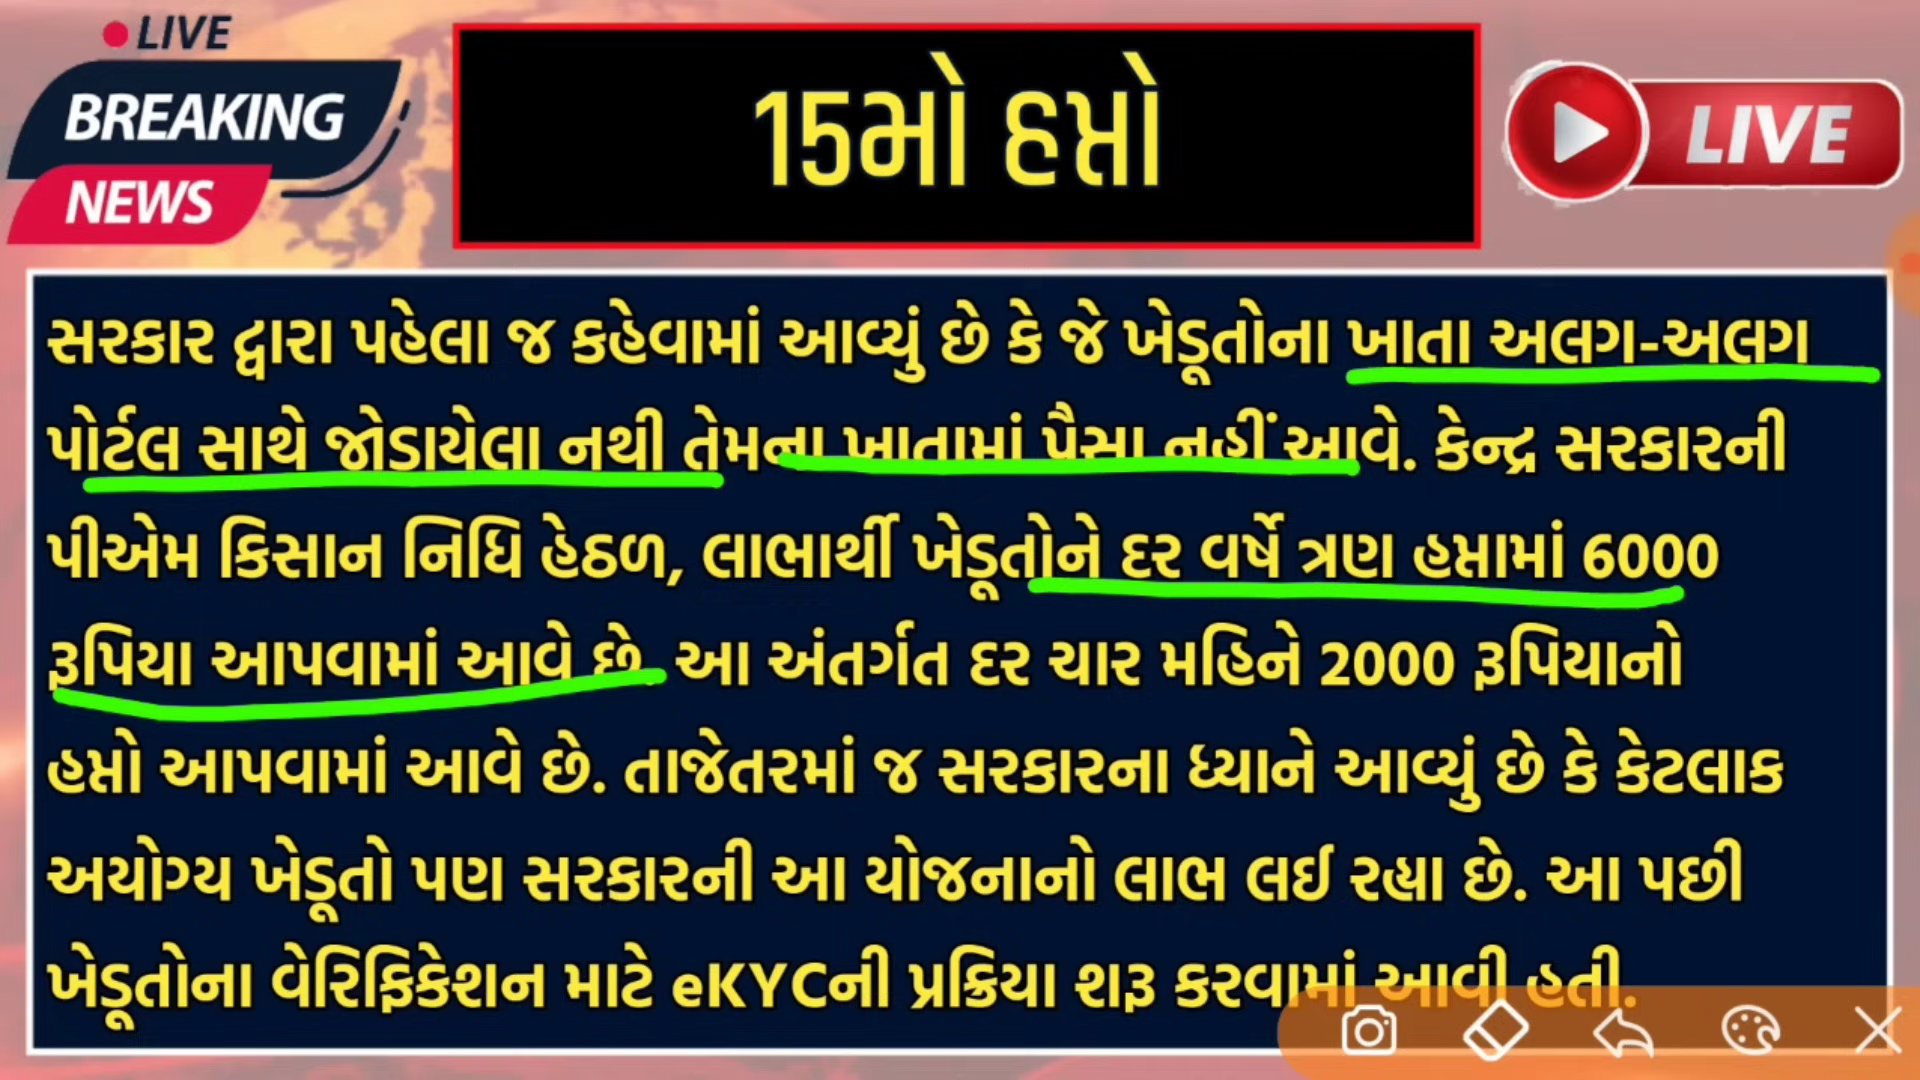 LIVE
BREAKING
NEWS
15મો હપ્તો
LIVE
સરકાર દ્વારા પહેલા જ કહેવામાં આવ્યું છે કે જે ખેડૂતોના ખાતા અલગ-અલગ
પોર્ટલ સાથે જોડાયેલા નથી તેમના ખાતામાં પૈસા નહીં આવે. કેન્દ્ર સરકારની
પીએમ કિસાન નિધિ હેઠળ, લાભાર્થી ખેડૂતોને દર વર્ષે ત્રણ હપ્તામાં 6000
રૂપિયા આપવામાં આવે છે. આ અંતર્ગત દર ચાર મહિને 2000 રૂપિયાનો
હપ્તો આપવામાં આવે છે. તાજેતરમાં જ સરકારના ધ્યાને આવ્યું છે કે કેટલાક
અયોગ્ય ખેડૂતો પણ સરકારની આ યોજનાનો લાભ લઈ રહ્યા છે. આ પછી
ખેડૂતોના વેરિફિકેશન માટે eKYCની પ્રક્રિયા શરૂ કરવામાં આવી હતી.